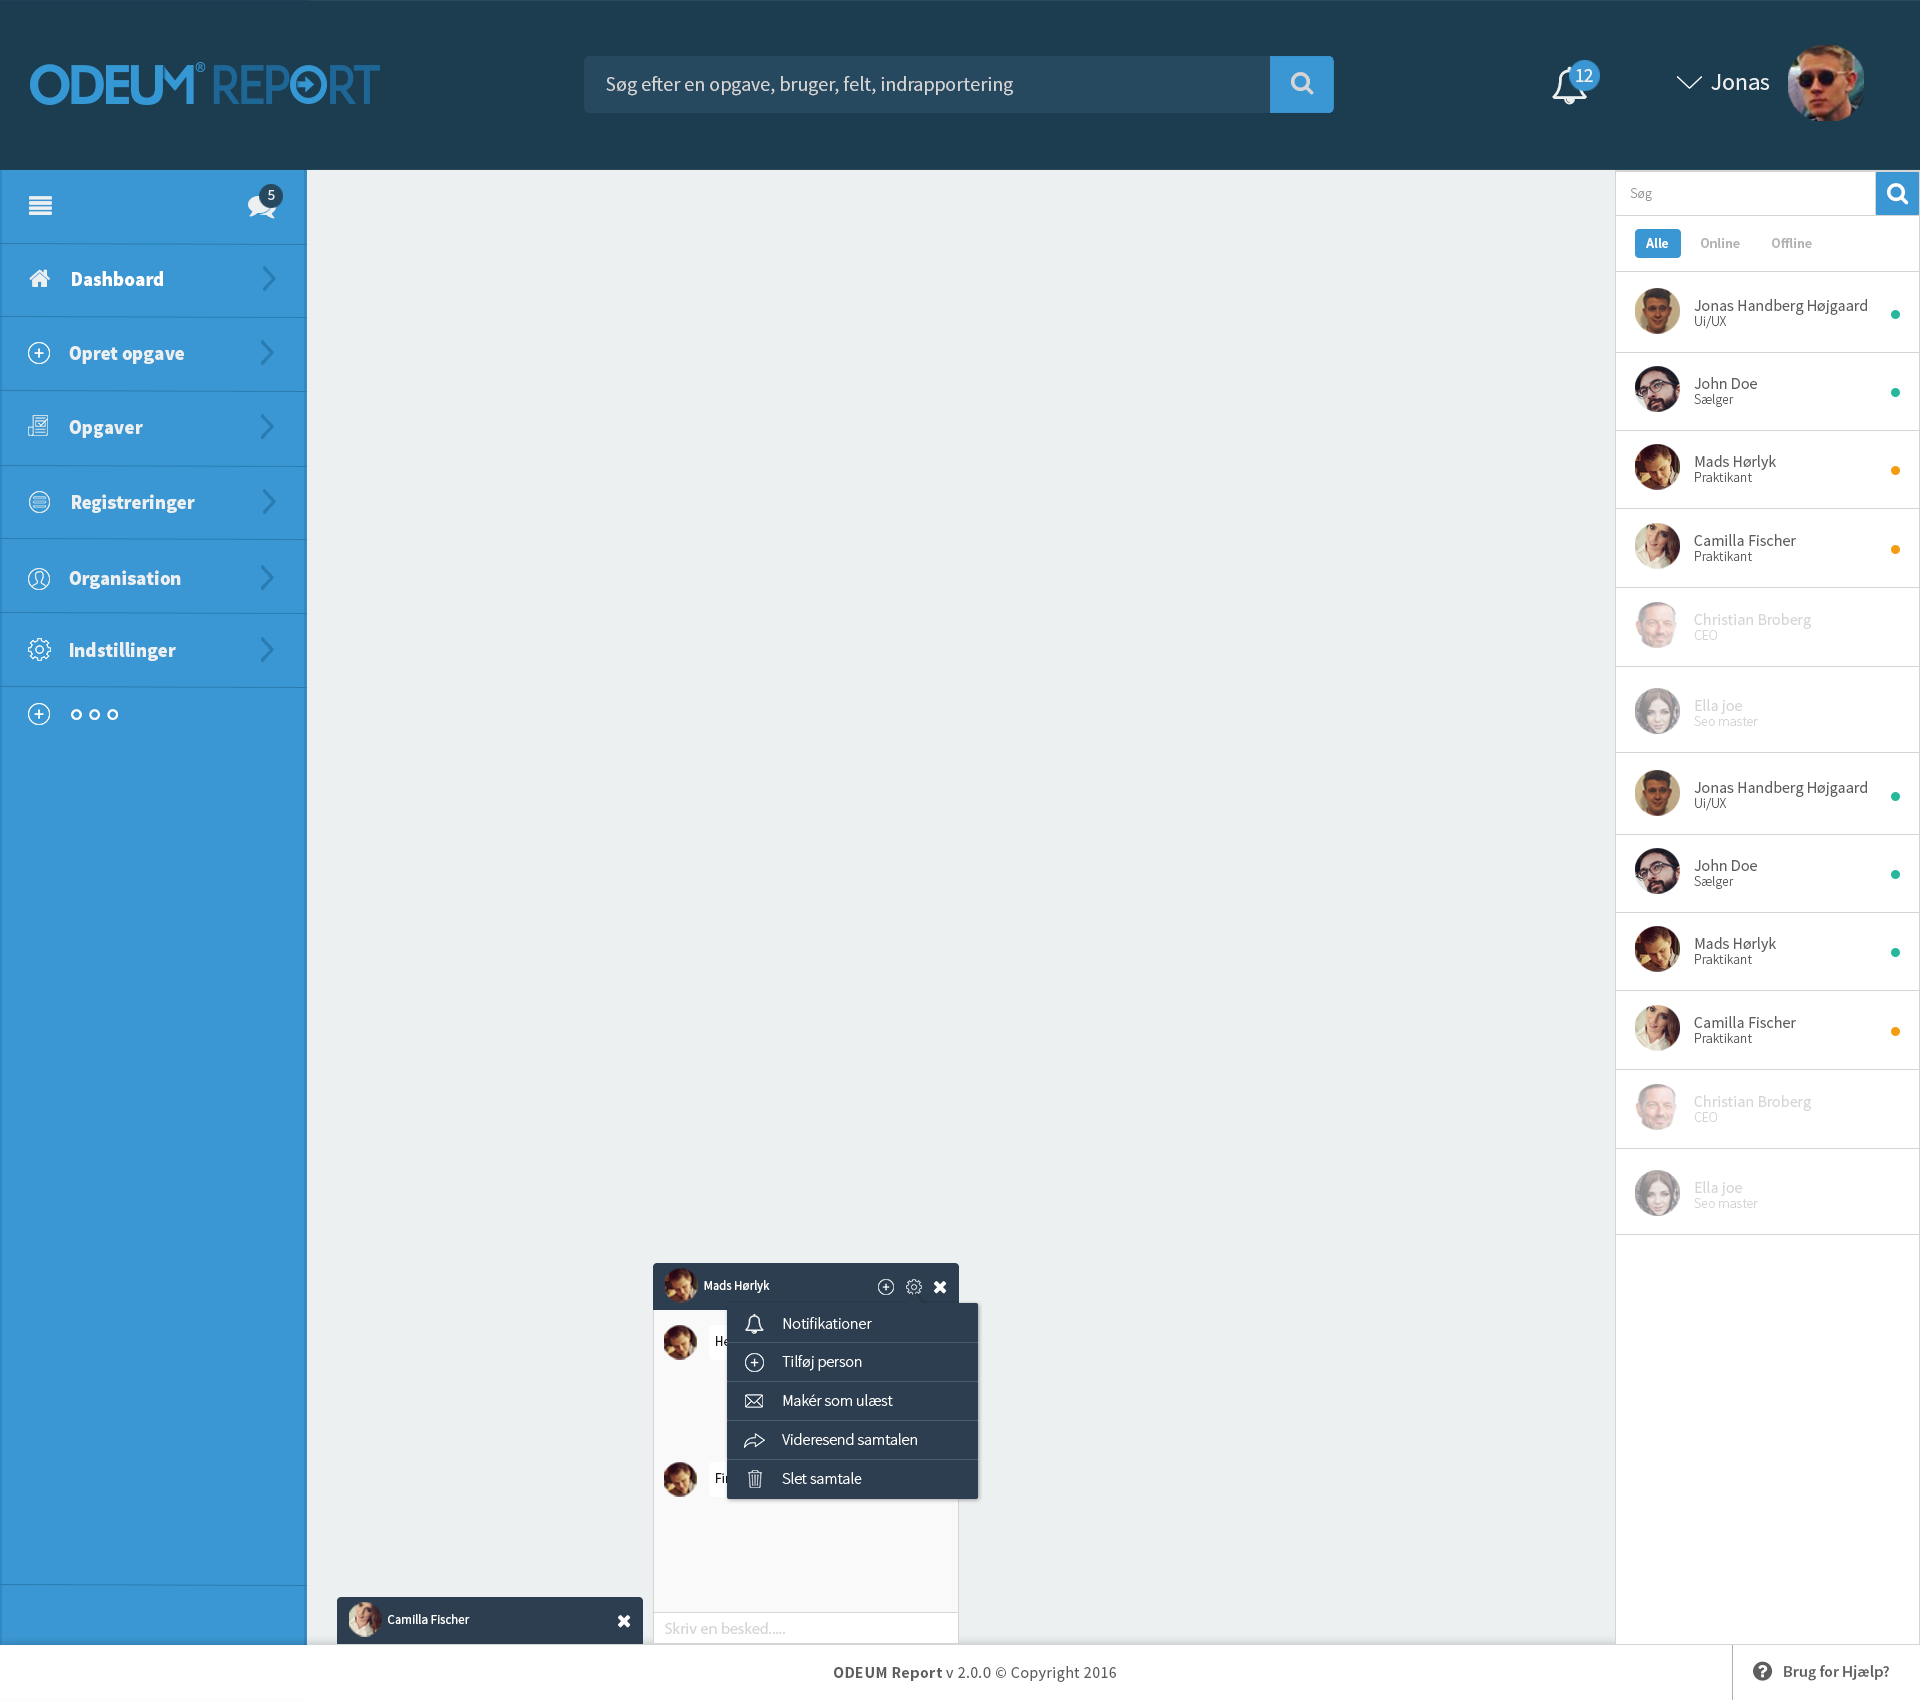 ODEUM® REPORT
Søg efter en opgave, bruger, felt, indrapportering
12
Jonas
5
Dashboard
Opret opgave
Opgaver
Registreringer
Organisation
Indstillinger
Søg
Alle Online Offline
Jonas Handberg Højgaard
Ui/UX
John Doe
Sælger
Mads Hørlyk
Praktikant
Camilla Fischer
Praktikant
Christian Broberg
CEO
Ella joe
Seo master
Jonas Handberg Højgaard
Ui/UX
John Doe
Sælger
Mads Hørlyk
Praktikant
Camilla Fischer
Praktikant
Christian Broberg
CEO
Ella joe
Seo master
Mads Hørlyk
Notifikationer
Tilføj person
Makér som ulæst
Videresend samtalen
Slet samtale
Skriv en besked.....
Camilla Fischer
ODEUM Report v 2.0.0 © Copyright 2016
Brug for Hjælp?